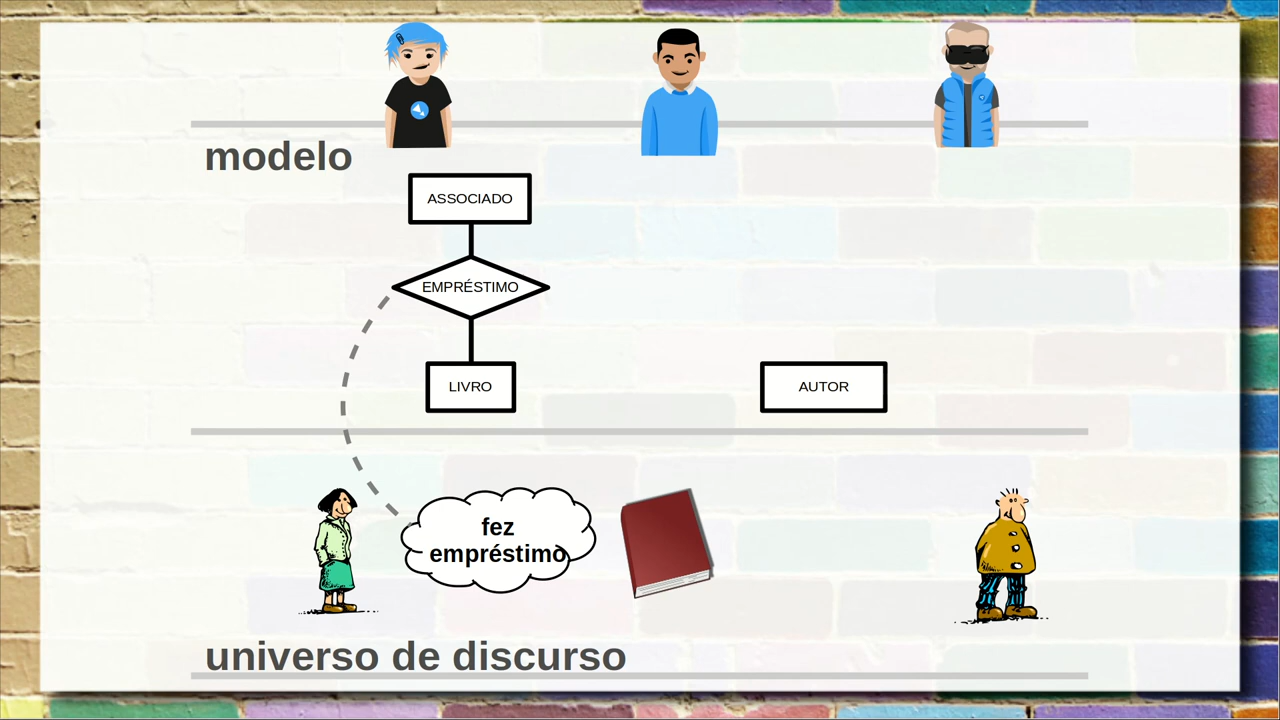 modelo
ASSOCIADO
EMPRÉSTIMO
LIVRO
AUTOR
fez
empréstimo
universo de discurso